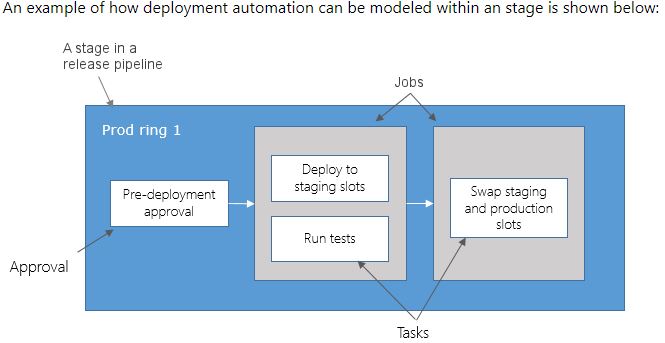 An example of how deployment automation can be modeled within an stage is shown below:
A stage in a
release pipeline
Jobs
Prod ring 1
Pre-deployment
approval
Deploy to
staging slots
Run tests
Swap staging
and production
slots
Approval
Tasks